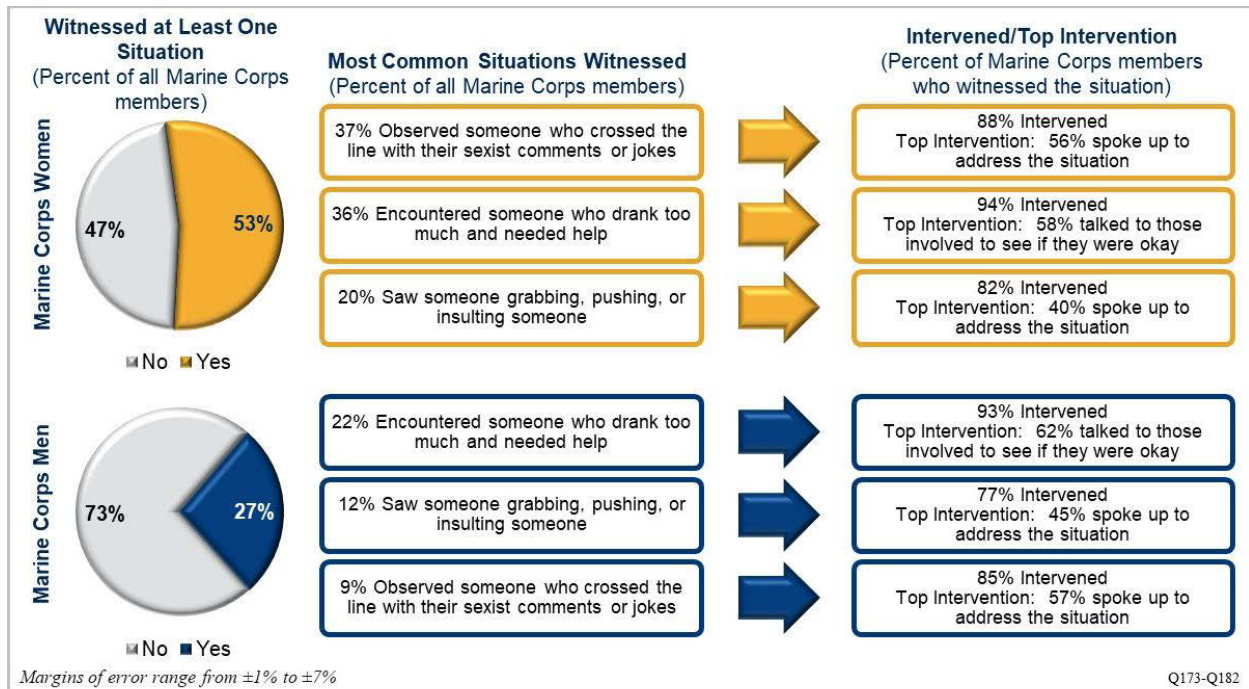 Witnessed at Least One
Situation
(Percent of all Marine Corps
members)
Most Common Situations Witnessed
(Percent of all Marine Corps members)
Intervened/Top Intervention
(Percent of Marine Corps members
who witnessed the situation)
Marine Corps Women
47%
53%
No Yes
37% Observed someone who crossed the
line with their sexist comments or jokes
88% Intervened
Top Intervention: 56% spoke up to
address the situation
36% Encountered someone who drank too
much and needed help
94% Intervened
Top Intervention: 58% talked to those
involved to see if they were okay
20% Saw someone grabbing, pushing, or
insulting someone
82% Intervened
Top Intervention: 40% spoke up to
address the situation
Marine Corps Men
73%
27%
No Yes
22% Encountered someone who drank too
much and needed help
93% Intervened
Top Intervention: 62% talked to those
involved to see if they were okay
12% Saw someone grabbing, pushing, or
insulting someone
77% Intervened
Top Intervention: 45% spoke up to
address the situation
9% Observed someone who crossed the
line with their sexist comments or jokes
85% Intervened
Top Intervention: 57% spoke up to
address the situation
Margins of error range from ±1% to ±7%
Q173-Q182